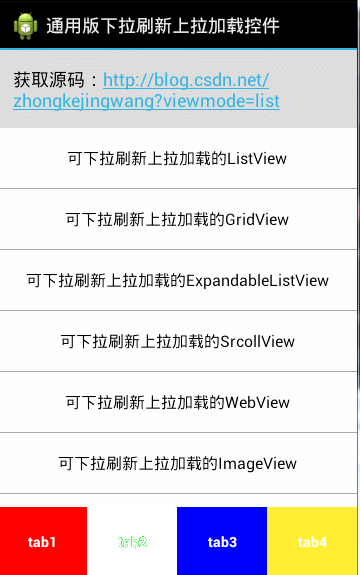 通用版下拉刷新上拉加载控件
获取源码：http://blog.csdn.net/
zhongkejingwang?viewmode=list
可下拉刷新上拉加载的ListView
可下拉刷新上拉加载的GridView
可下拉刷新上拉加载的ExpandableListView
可下拉刷新上拉加载的SrcollView
可下拉刷新上拉加载的WebView
可下拉刷新上拉加载的ImageView
tab1
tab2
tab3
tab4